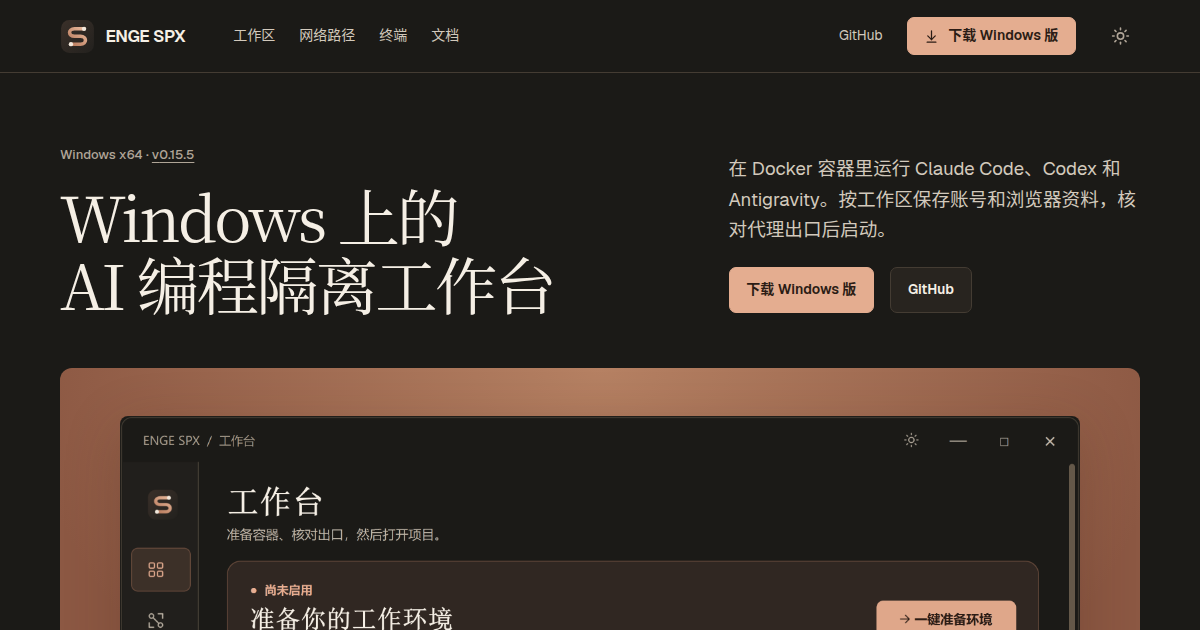 ENGE SPX
工作区
网络路径
终端
文档
GitHub
下载 Windows 版
Windows x64 · v0.15.5
Windows 上的
AI 编程隔离工作台
在 Docker 容器里运行 Claude Code、Codex 和
Antigravity。按工作区保存账号和浏览器资料，核
对代理出口后启动。
下载 Windows 版
GitHub
ENGE SPX / 工作台
工作台
准备容器、核对出口，然后打开项目。
尚未启用
准备你的工作环境
→ 一键准备环境